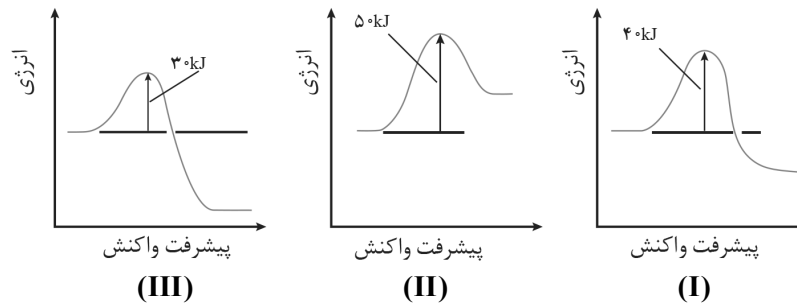 ۴۰kJ
انرژی
پیشرفت واکنش
(I)
۵۰kJ
انرژی
پیشرفت واکنش
(II)
۳۰kJ
انرژی
پیشرفت واکنش
(III)